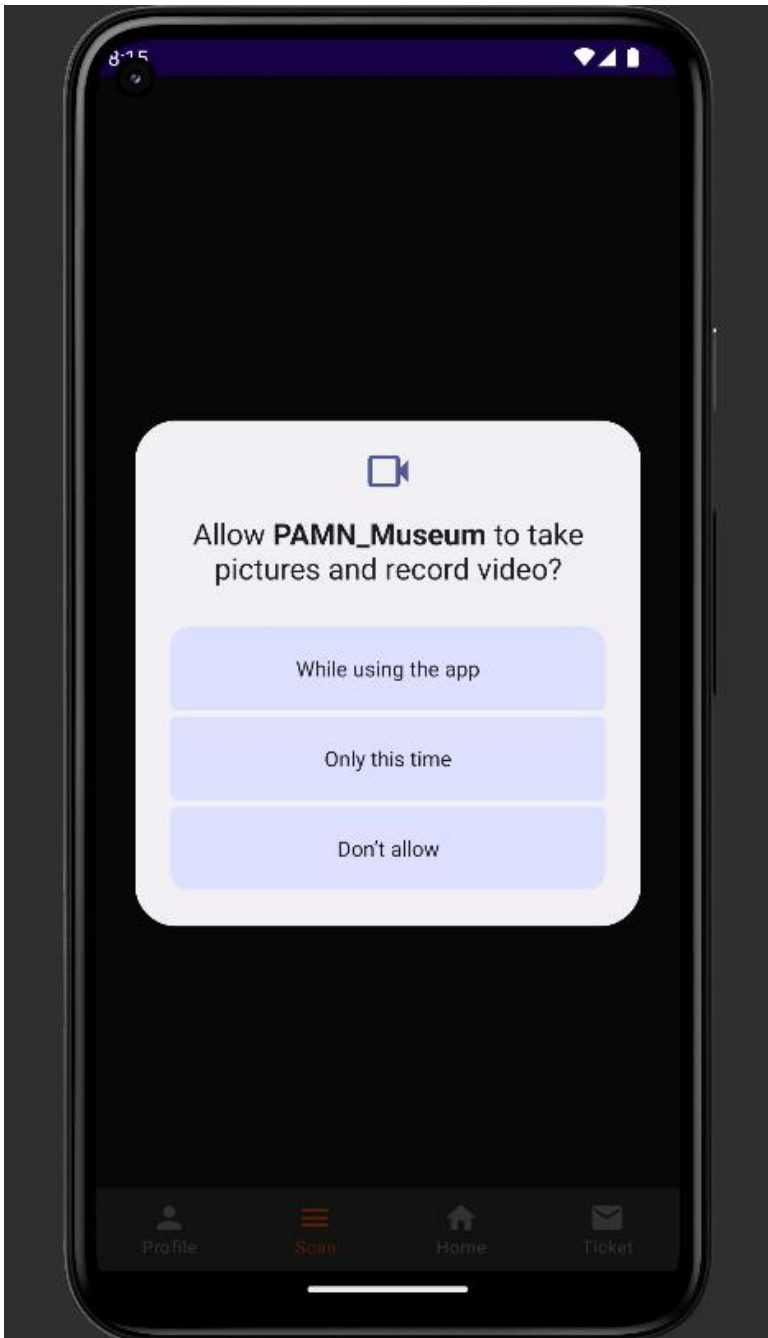 8:15
Allow PAMN_Museum to take
pictures and record video?
While using the app
Only this time
Don't allow
Profile
Scan
Home
Ticket